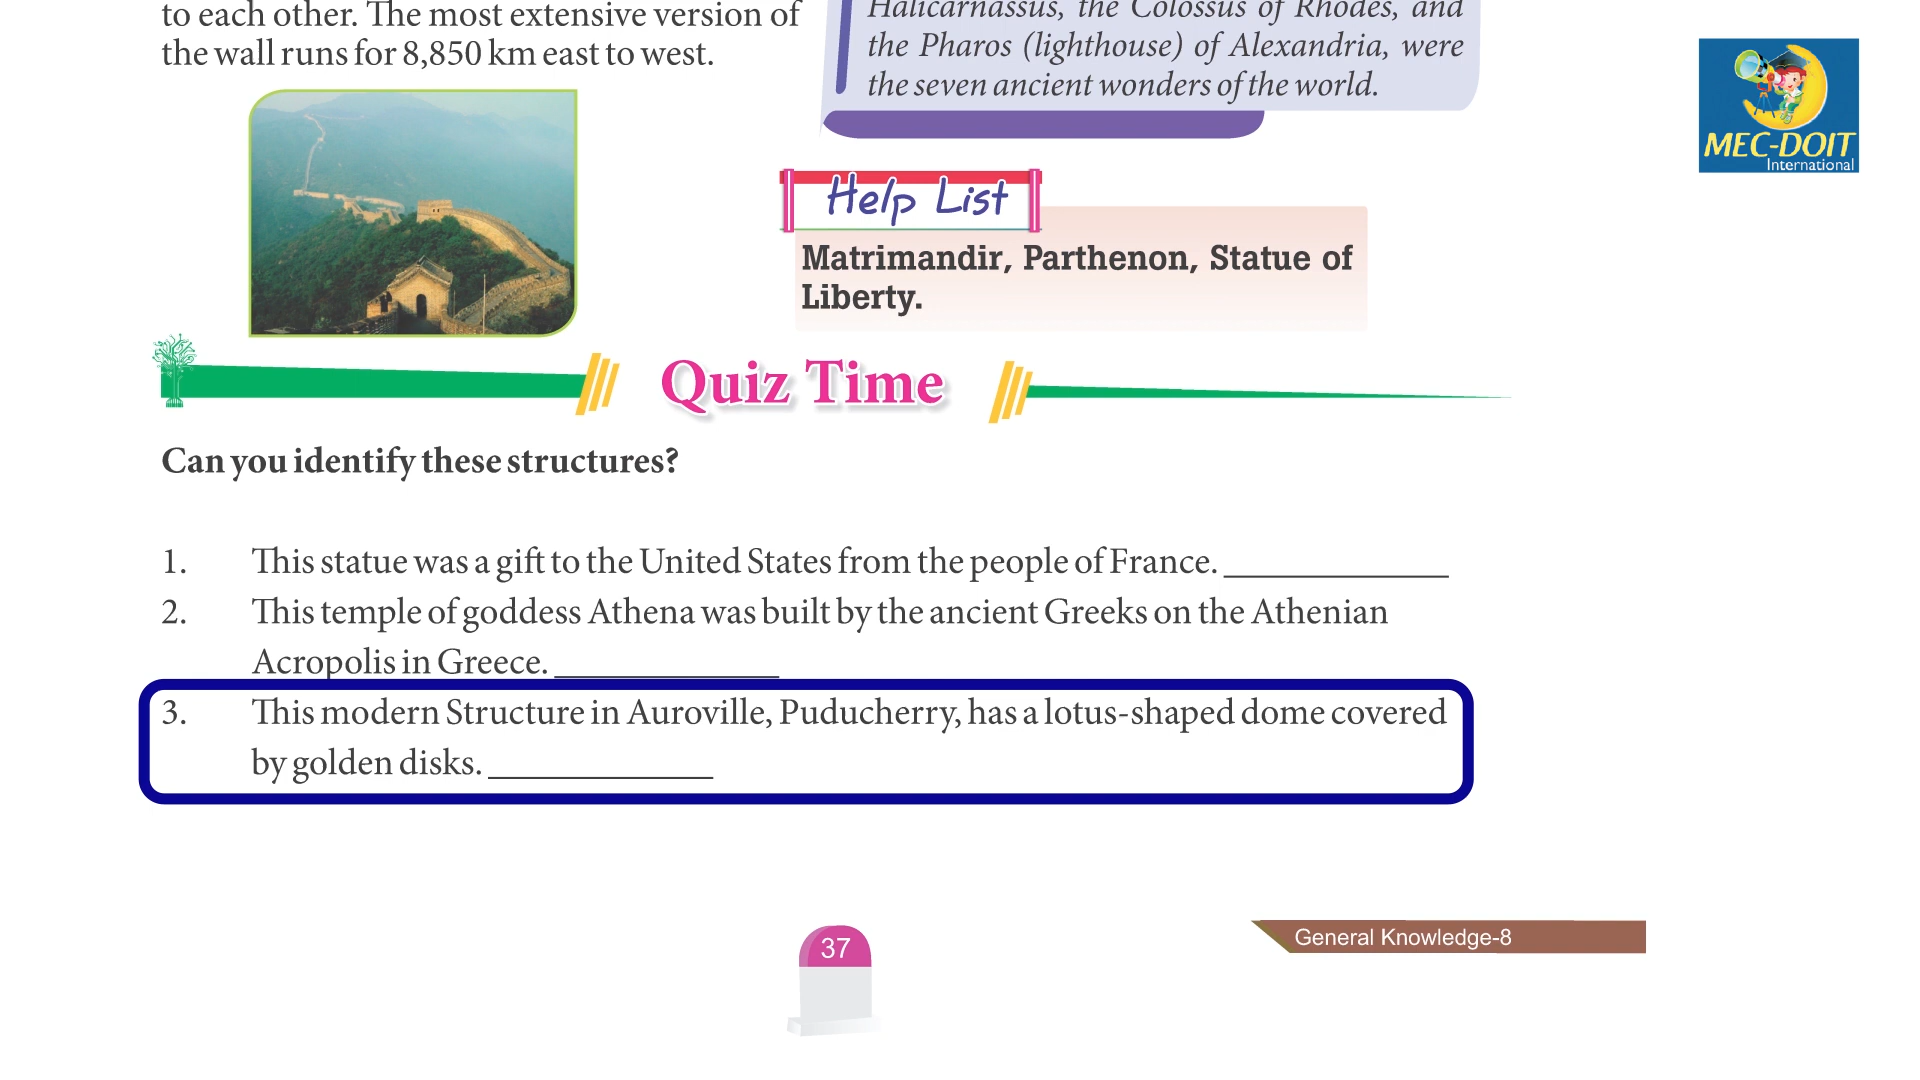 to each other. The most extensive version of
the wall runs for 8,850 km east to west.
Halicarnassus, the Colossus of Rhodes, and
the Pharos (lighthouse) of Alexandria, were
the seven ancient wonders of the world.
MEC-DOIT
International
Help List
Matrimandir, Parthenon, Statue of
Liberty.
Quiz Time
Can you identify these structures?
1. This statue was a gift to the United States from the people of France. ______________
2. This temple of goddess Athena was built by the ancient Greeks on the Athenian
Acropolis in Greece. ______________
3. This modern Structure in Auroville, Puducherry, has a lotus-shaped dome covered
by golden disks. ______________
37
General Knowledge-8